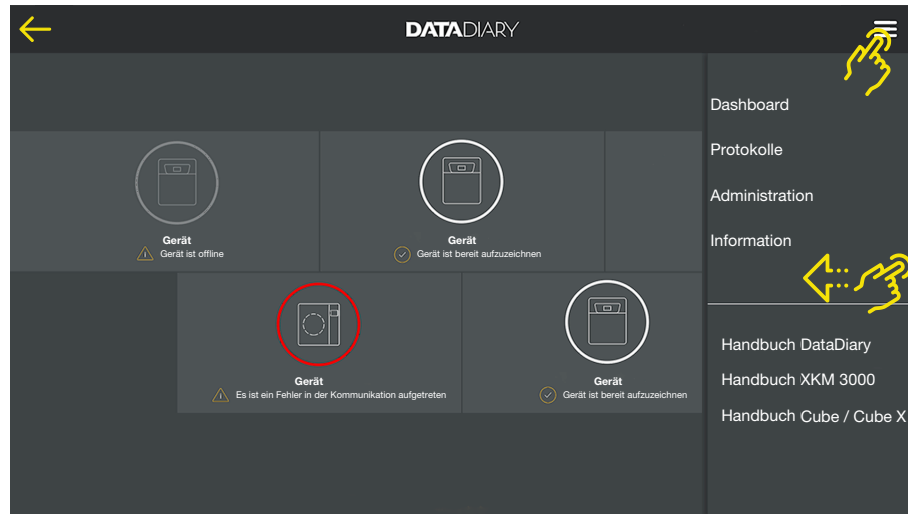 DATADIARY
Dashboard
Protokolle
Administration
Information
Gerät
Gerät ist offline
Gerät
Gerät ist bereit aufzuzeichnen
Gerät
Es ist ein Fehler in der Kommunikation aufgetreten
Gerät
Gerät ist bereit aufzuzeichnen
Handbuch DataDiary
Handbuch XKM 3000
Handbuch Cube / Cube X